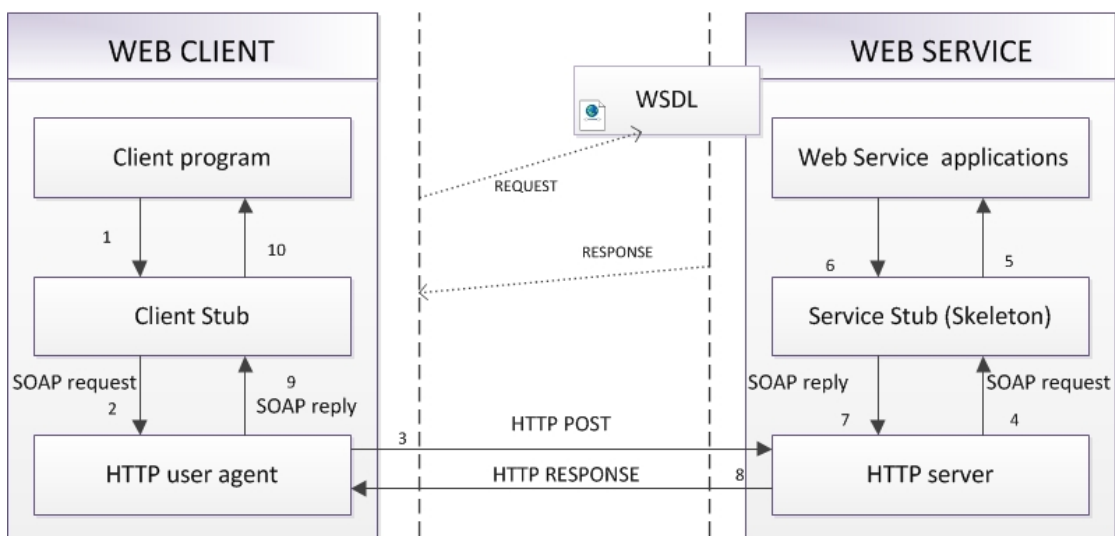 WEB CLIENT
WEB SERVICE
WSDL
Client program
Web Service applications
REQUEST
1
10
RESPONSE
6
5
Client Stub
Service Stub (Skeleton)
SOAP request
2
9
SOAP reply
SOAP reply
7
SOAP request
4
3
HTTP POST
HTTP user agent
HTTP RESPONSE
8
HTTP server